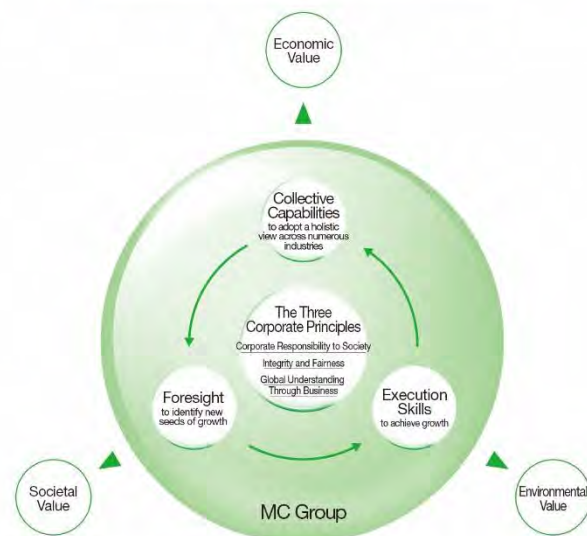 Economic
Value
Collective
Capabilities
to adopt a holistic
view across numerous
industries
The Three
Corporate Principles
Corporate Responsibility to Society
Integrity and Fairness
Global Understanding
Through Business
Foresight
to identify new
seeds of growth
Execution
Skills
to achieve growth
Societal
Value
MC Group
Environmental
Value